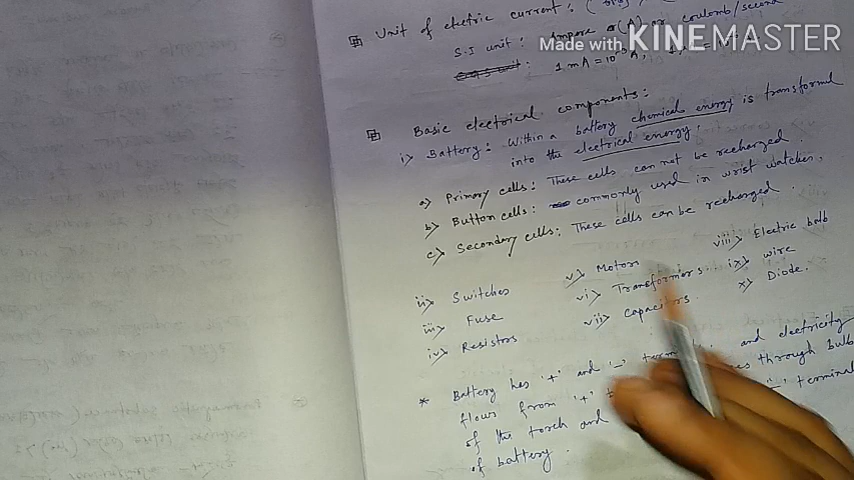 Unit of electric current:
S.I unit: Ampere or (A) or coulomb/second
Made with KINEMASTER
1 mA = 10⁻³ A,
Basic electrical components:
i) Battery: Within a battery chemical energy is transformed
into the electrical energy.
a) Primary cells: These cells can not be recharged
b) Button cells: commonly used in wrist watches.
c) Secondary cells: These cells can be recharged.
ii) Switches
iii) Fuse
iv) Resistors
v) Motors
vi) Transformers.
vii) Capacitors
viii) Electric bulb
ix) wire
x) Diode.
* Battery has '+' and '-' and electricity
flows from '+' through bulb
of the torch and '-' terminal
of battery.